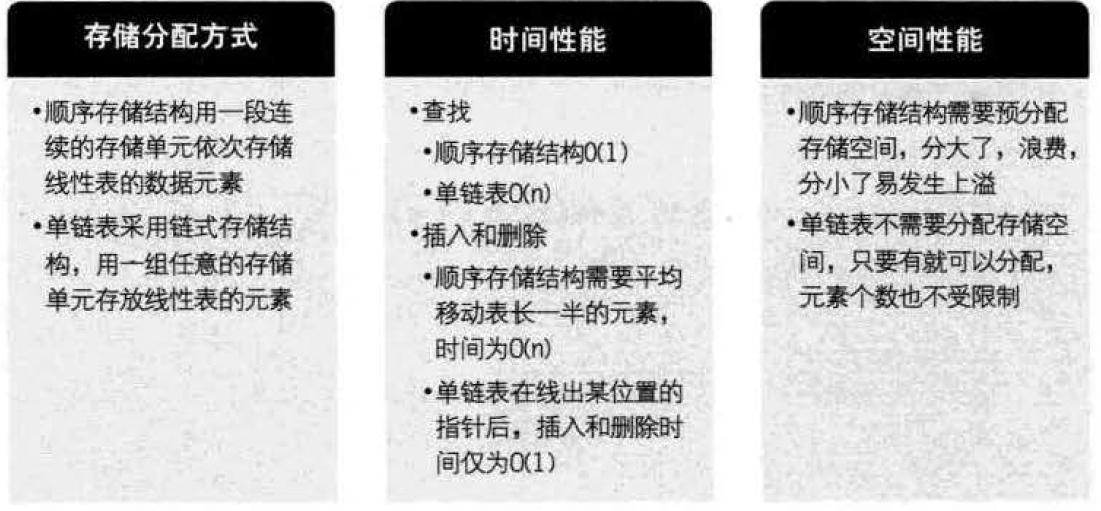 存储分配方式
•顺序存储结构用一段连
续的存储单元依次存储
线性表的数据元素
•单链表采用链式存储结
构，用一组任意的存储
单元存放线性表的元素
时间性能
•查找
•顺序存储结构O(1)
•单链表O(n)
•插入和删除
•顺序存储结构需要平均
移动表长一半的元素，
时间为O(n)
•单链表在线出某位置的
指针后，插入和删除时
间仅为O(1)
空间性能
•顺序存储结构需要预分配
存储空间，分大了，浪费，
分小了易发生上溢
•单链表不需要分配存储空
间，只要有就可以分配，
元素个数也不受限制